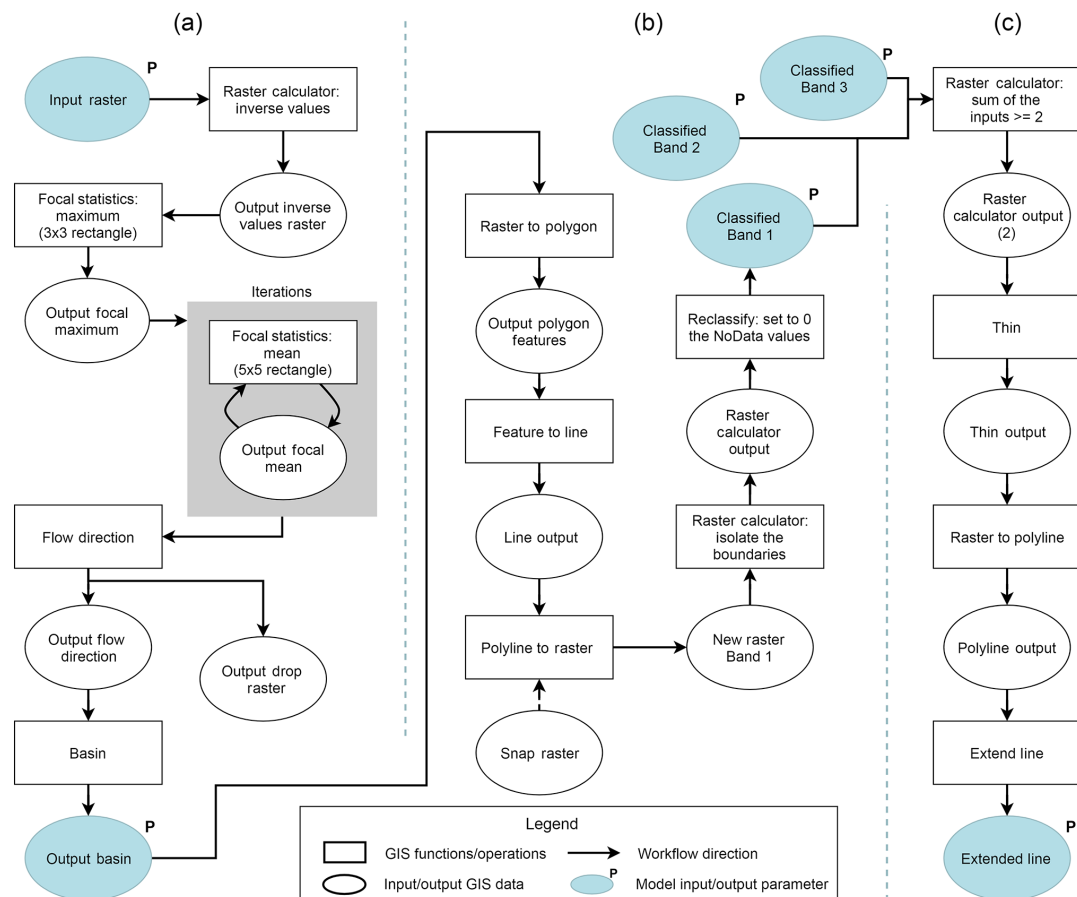 (a)
P
Input raster
Raster calculator:
inverse values
Output inverse
values raster
Focal statistics:
maximum
(3x3 rectangle)
Output focal
maximum
Iterations
Focal statistics:
mean
(5x5 rectangle)
Output focal
mean
Flow direction
Output flow
direction
Output drop
raster
Basin
P
Output basin
(b)
Raster to polygon
Output polygon
features
Feature to line
Line output
Polyline to raster
Snap raster
New raster
Band 1
Raster calculator:
isolate the
boundaries
Raster
calculator
output
Reclassify: set to 0
the NoData values
P
Classified
Band 1
P
Classified
Band 2
P
Classified
Band 3
(c)
Raster calculator:
sum of the
inputs >= 2
Raster
calculator output
(2)
Thin
Thin output
Raster to polyline
Polyline output
Extend line
P
Extended line
Legend
GIS functions/operations
Workflow direction
Input/output GIS data
P
Model input/output parameter